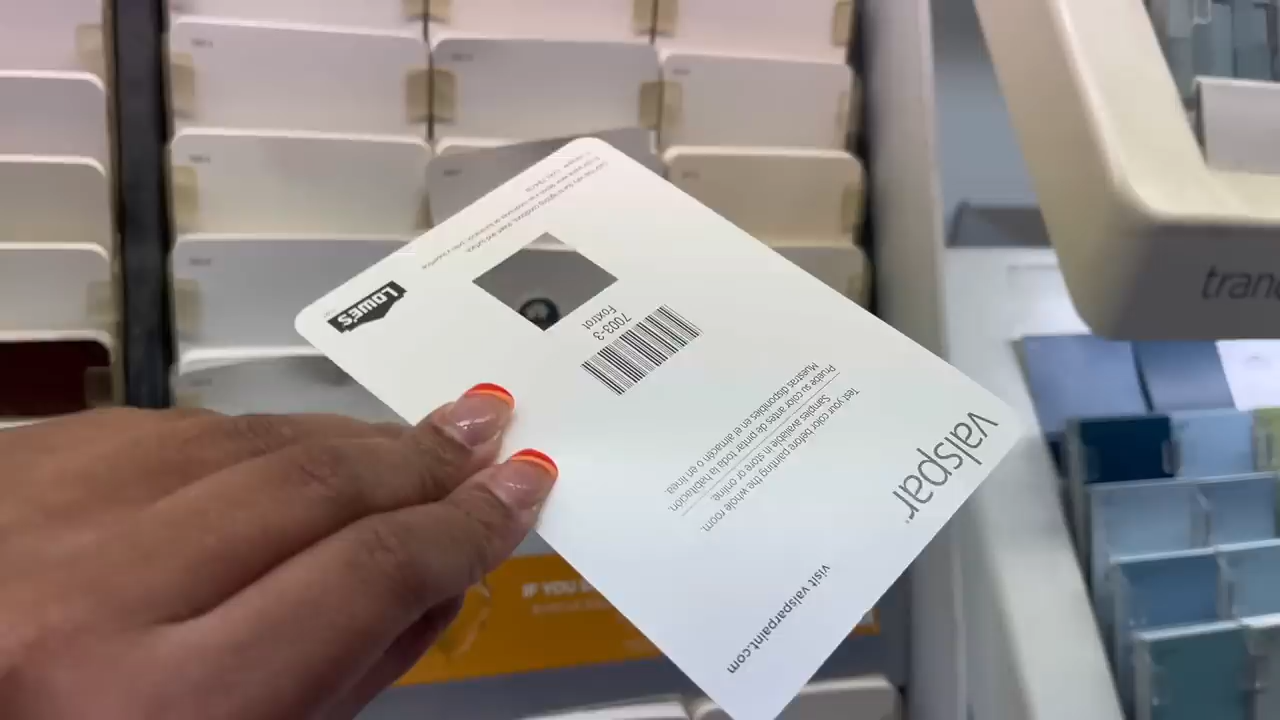 LOWE'S
7003-3
Foxtrot
Test your color before painting the whole room.
Samples available in store or online.
Pruebe su color antes de pintar toda la habitación.
Muestras disponibles en el almacén o en línea.
valspar
visit valsparpaint.com
IF YOU